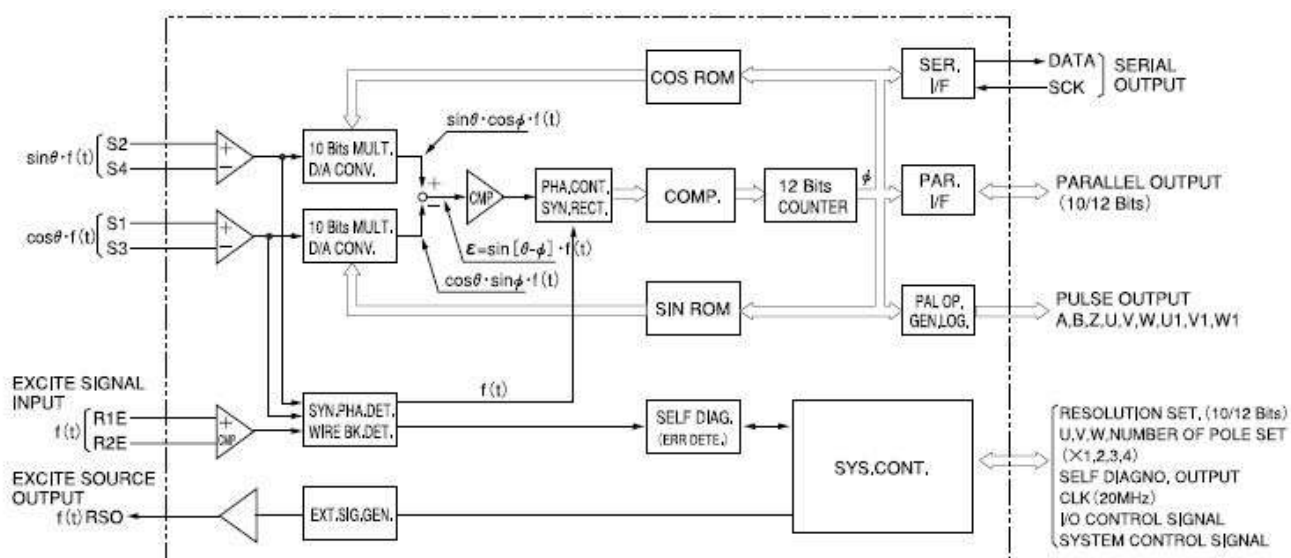 COS ROM
SER.
I/F
DATA
SCK
SERIAL
OUTPUT
sinθ·cosϕ·f(t)
sinθ·f(t)
S2
S4
+
−
10 Bits MULT.
D/A CONV.
+
−
CMP
PHA.CONT.
SYN.RECT.
COMP.
12 Bits
COUNTER
ϕ
PAR.
I/F
PARALLEL OUTPUT
(10/12 Bits)
cosθ·f(t)
S1
S3
+
−
10 Bits MULT.
D/A CONV.
ε=sin[θ-ϕ]·f(t)
cosθ·sinϕ·f(t)
SIN ROM
PAL OP.
GEN.LOG.
PULSE OUTPUT
A,B,Z,U,V,W,U1,V1,W1
EXCITE SIGNAL
INPUT
f(t)
R1E
R2E
+
−
CMP
SYN.PHA.DET.
WIRE BK.DET.
f(t)
SELF DIAG.
(ERR DETE.)
SYS.CONT.
RESOLUTION SET, (10/12 Bits)
U,V,W,NUMBER OF POLE SET
(×1,2,3,4)
SELF DIAGNO, OUTPUT
CLK (20MHz)
I/O CONTROL SIGNAL
SYSTEM CONTROL SIGNAL
EXCITE SOURCE
OUTPUT
f(t) RSO
EXT.SIG.GEN.